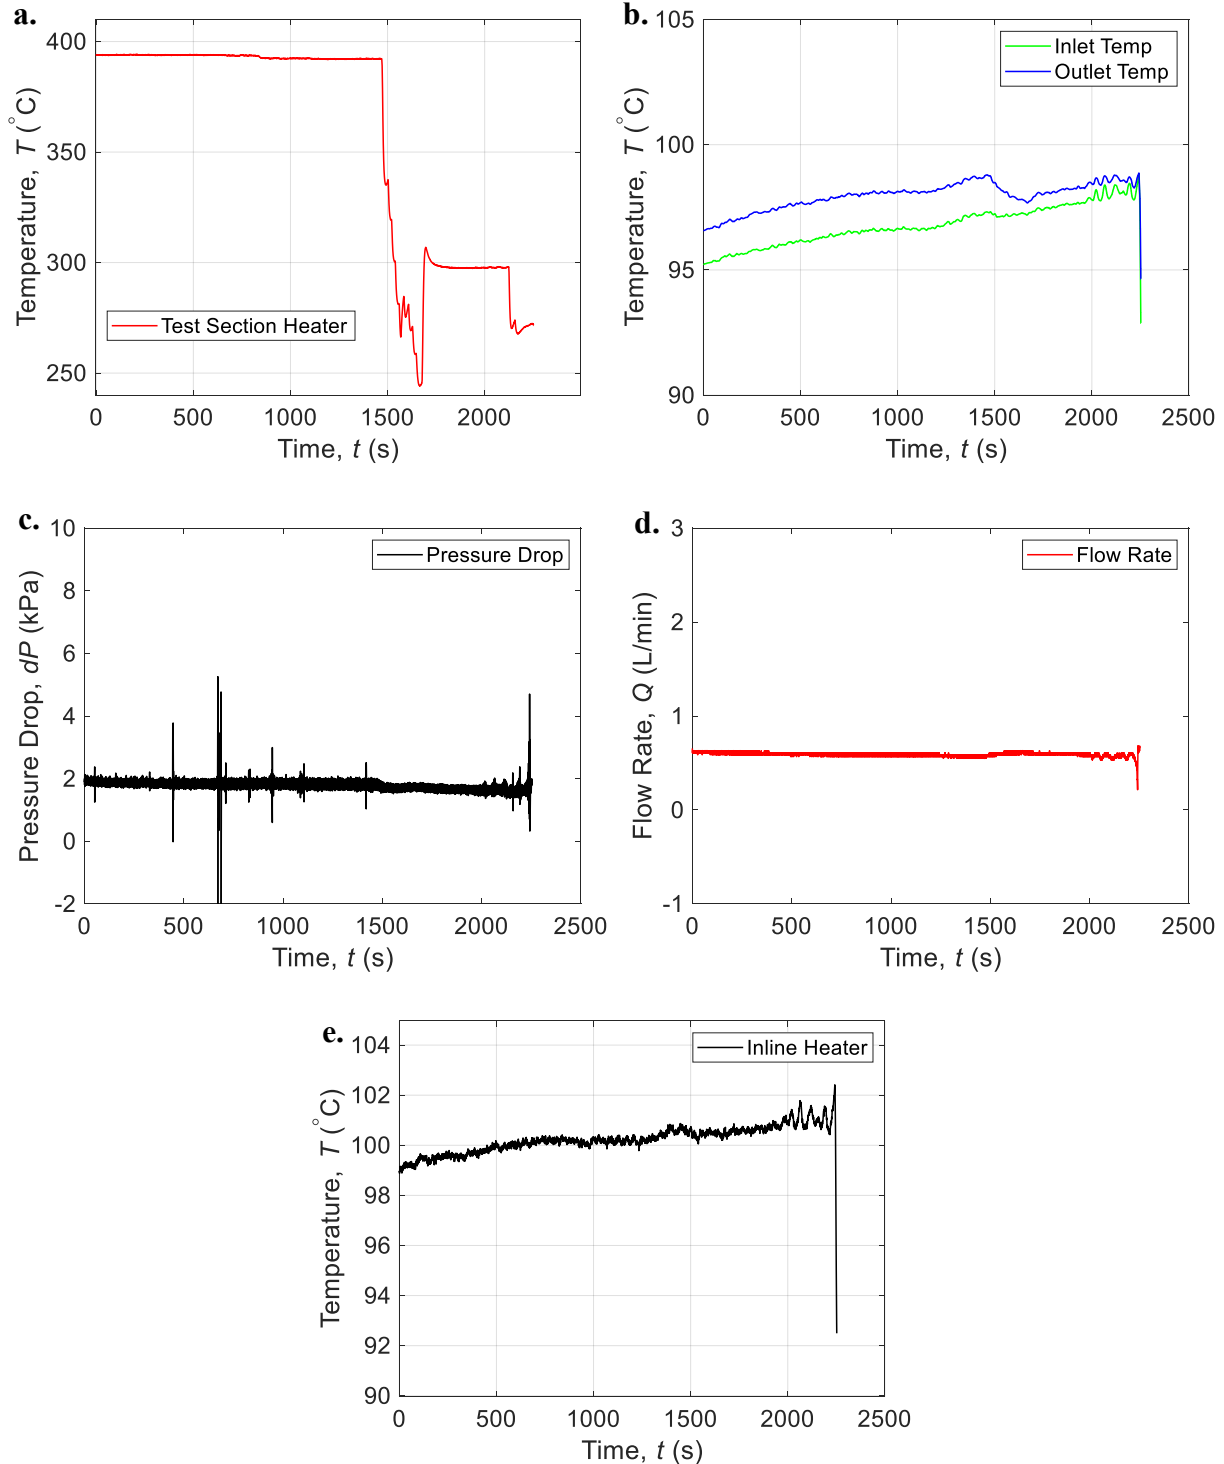 a.
400
350
300
250
Temperature, T (°C)
Test Section Heater
0 500 1000 1500 2000
Time, t (s)
b.
105
100
95
90
Temperature, T (°C)
Inlet Temp
Outlet Temp
0 500 1000 1500 2000 2500
Time, t (s)
c.
10
8
6
4
2
0
-2
Pressure Drop, dP (kPa)
Pressure Drop
0 500 1000 1500 2000 2500
Time, t (s)
d.
3
2
1
0
-1
Flow Rate, Q (L/min)
Flow Rate
0 500 1000 1500 2000 2500
Time, t (s)
e.
104
102
100
98
96
94
92
90
Temperature, T (°C)
Inline Heater
0 500 1000 1500 2000 2500
Time, t (s)